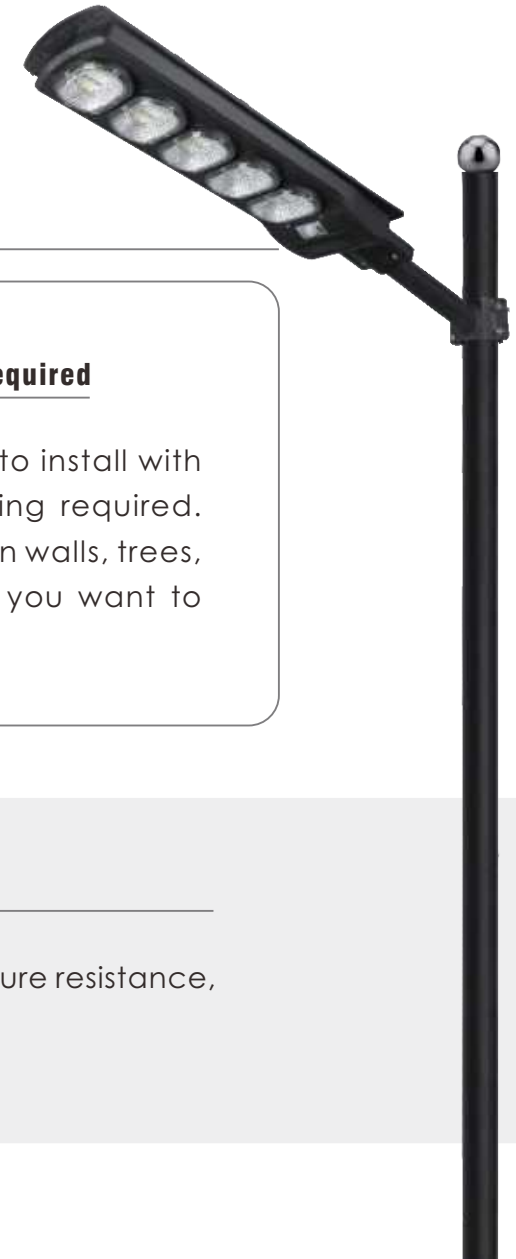 equired
to install with
ing required.
n walls, trees,
you want to
ure resistance,